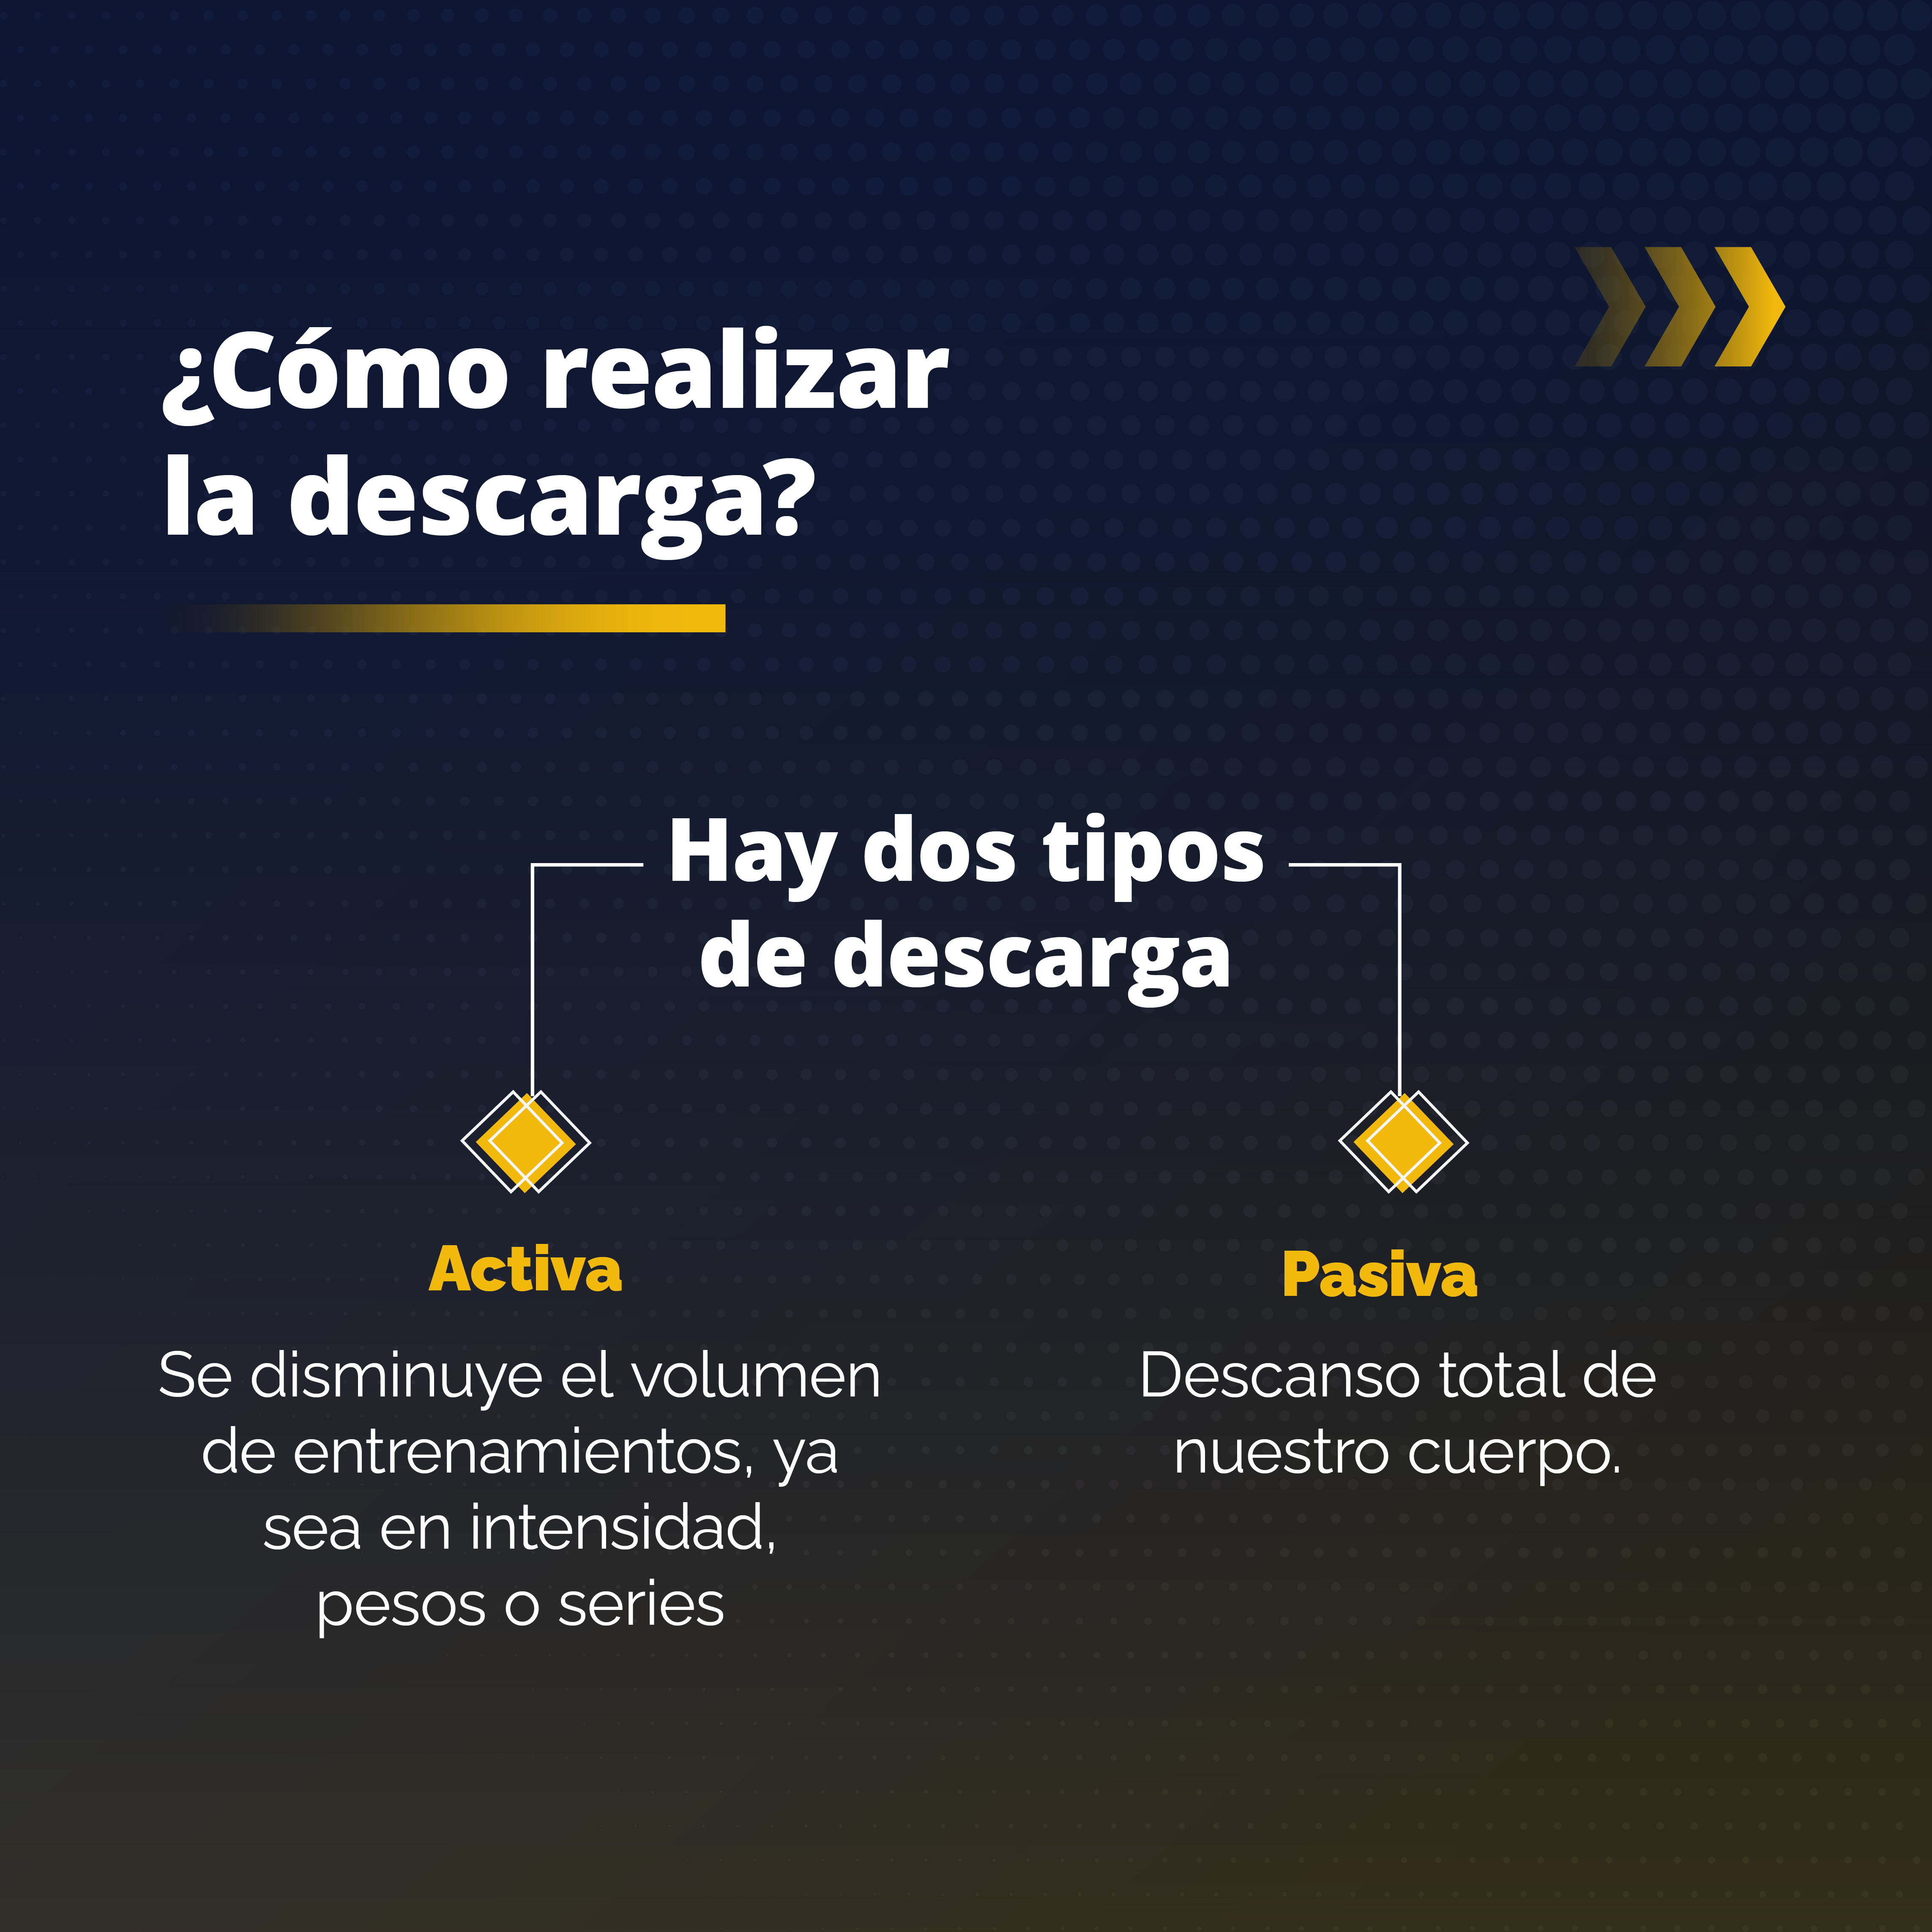 ¿Cómo realizar
la descarga?
Hay dos tipos
de descarga
Activa
Se disminuye el volumen
de entrenamientos, ya
sea en intensidad,
pesos o series
Pasiva
Descanso total de
nuestro cuerpo.